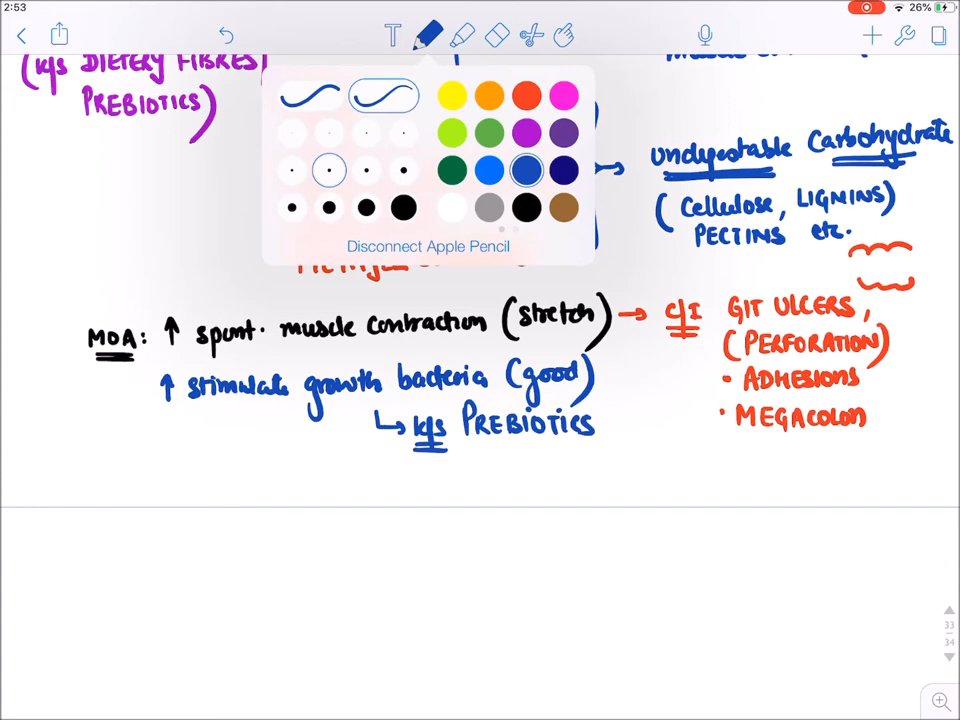 2:53
26%
T
(k/s DIETERY FIBRES)
PREBIOTICS)
Disconnect Apple Pencil
undigestable Carbohydrate
(Cellulose, LIGNINS)
PECTINS etc.
MOA: ↑ spont. muscle contraction (stretch) → C/I GIT ULCERS,
(PERFORATION)
↑ stimulate growth bacteria (good)
• ADHESIONS
↳ k/s PREBIOTICS
• MEGACOLON
33
34